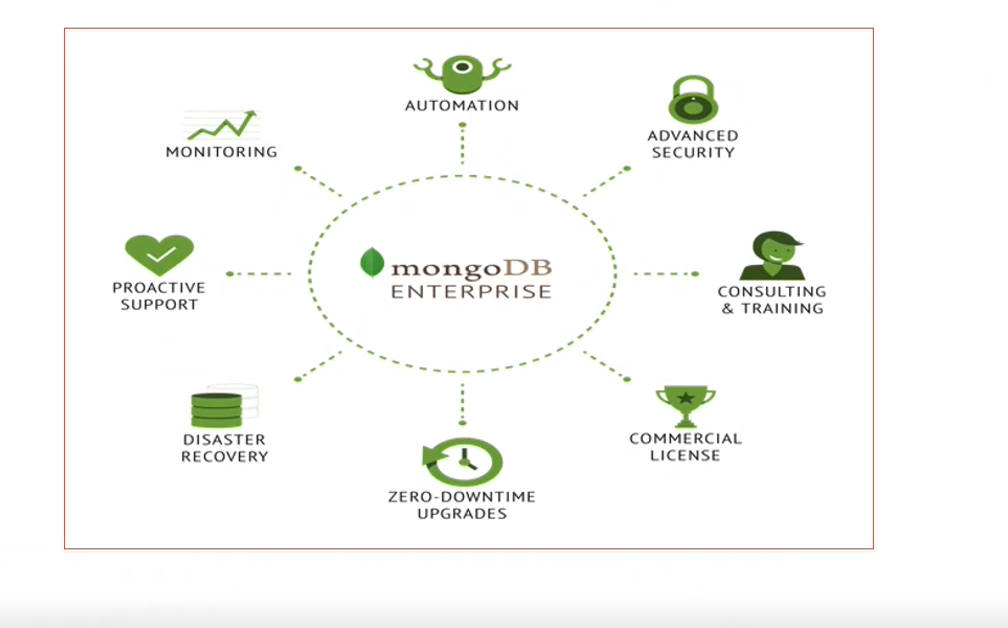 AUTOMATION
ADVANCED
SECURITY
MONITORING
mongoDB
ENTERPRISE
PROACTIVE
SUPPORT
CONSULTING
& TRAINING
DISASTER
RECOVERY
COMMERCIAL
LICENSE
ZERO-DOWNTIME
UPGRADES